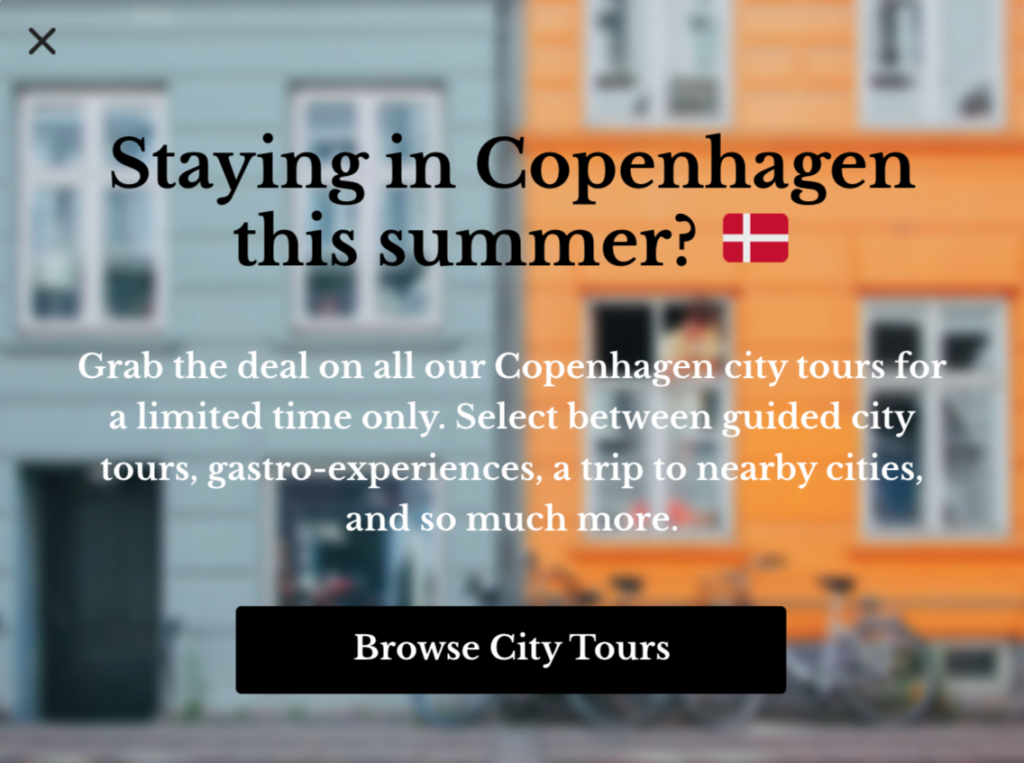 Staying in Copenhagen
this summer? 🇩🇰
Grab the deal on all our Copenhagen city tours for
a limited time only. Select between guided city
tours, gastro-experiences, a trip to nearby cities,
and so much more.
Browse City Tours